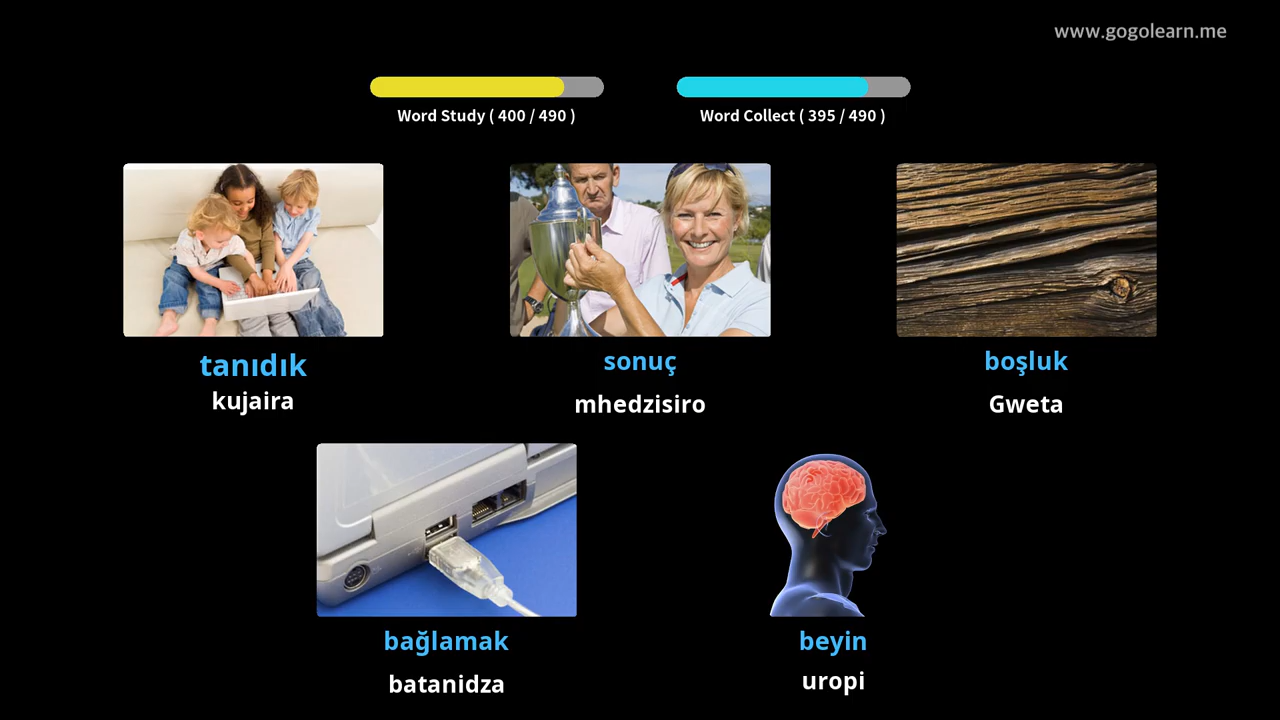 www.gogolearn.me
Word Study ( 400 / 490 )
Word Collect ( 395 / 490 )
tanıdık
kujaira
sonuç
mhedzisiro
boşluk
Gweta
bağlamak
batanidza
beyin
uropi